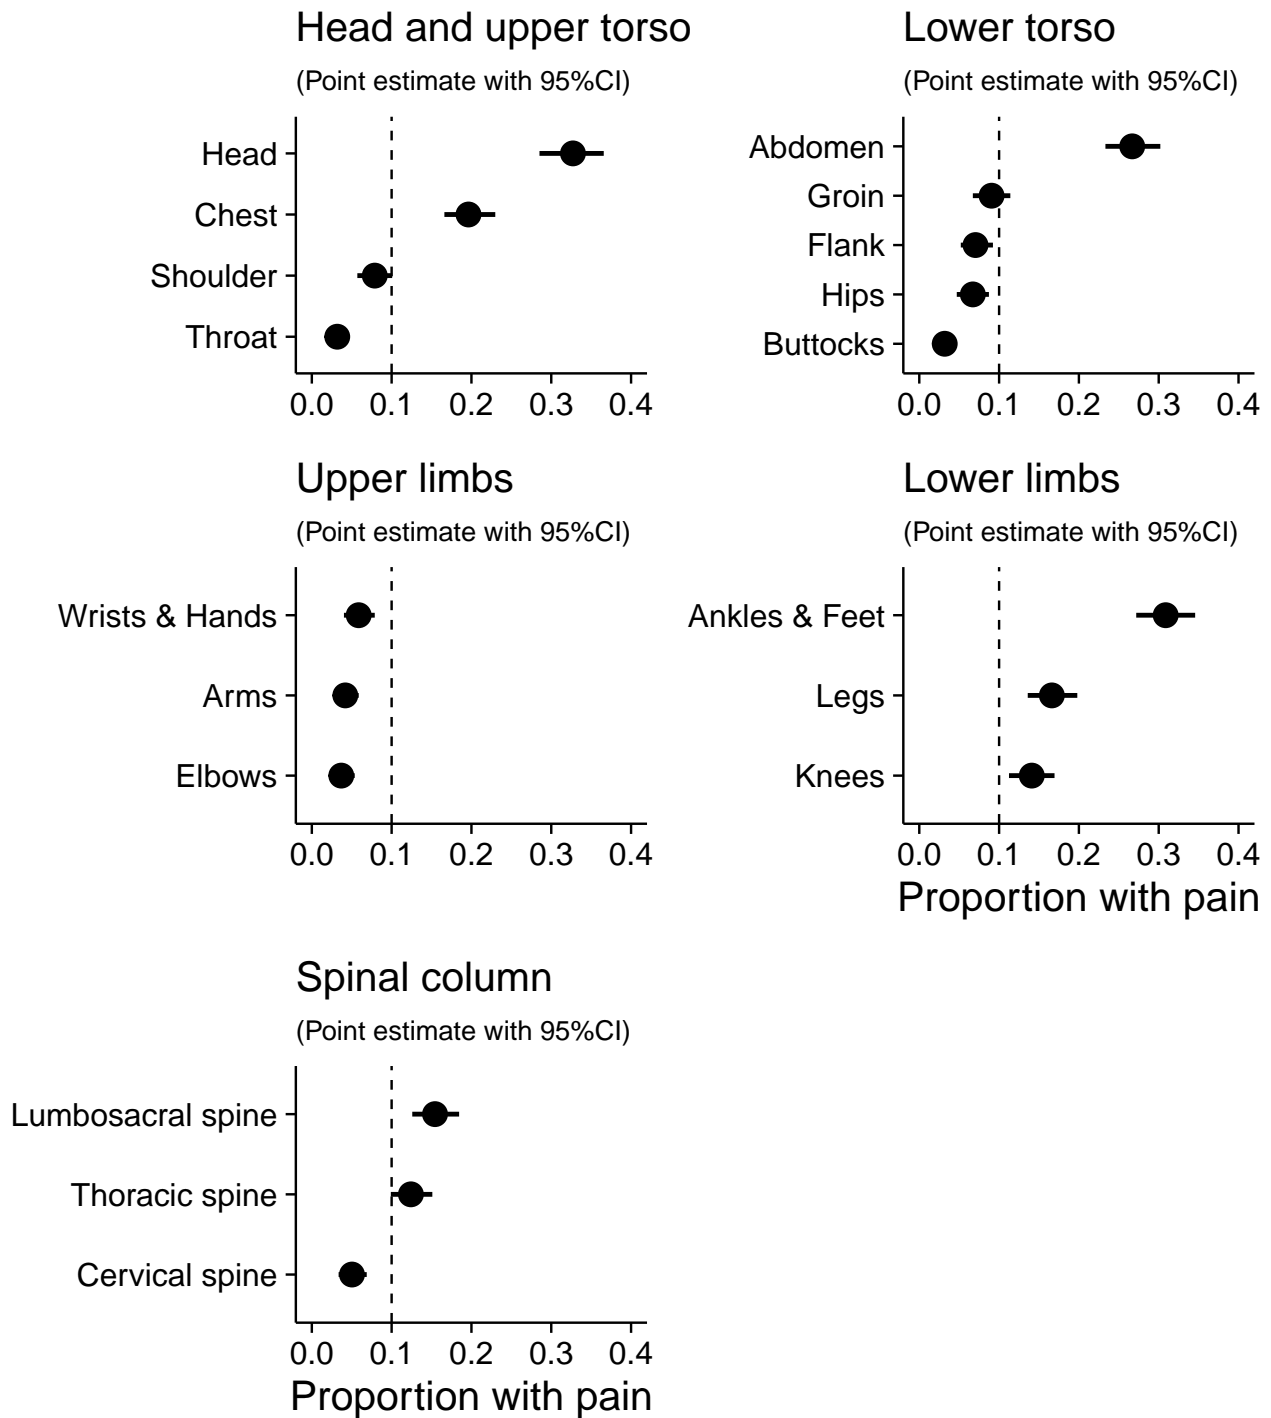 Head and upper torso
(Point estimate with 95%CI)
Head
Chest
Shoulder
Throat
0.0 0.1 0.2 0.3 0.4
Lower torso
(Point estimate with 95%CI)
Abdomen
Groin
Flank
Hips
Buttocks
0.0 0.1 0.2 0.3 0.4
Upper limbs
(Point estimate with 95%CI)
Wrists & Hands
Arms
Elbows
0.0 0.1 0.2 0.3 0.4
Lower limbs
(Point estimate with 95%CI)
Ankles & Feet
Legs
Knees
0.0 0.1 0.2 0.3 0.4
Proportion with pain
Spinal column
(Point estimate with 95%CI)
Lumbosacral spine
Thoracic spine
Cervical spine
0.0 0.1 0.2 0.3 0.4
Proportion with pain